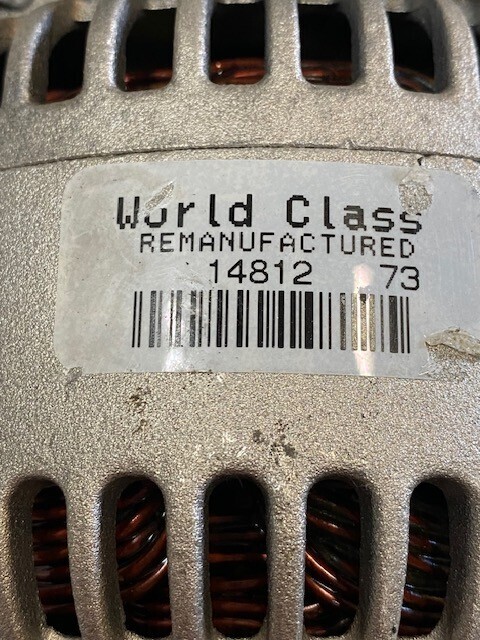 World Class
REMANUFACTURED
14812 73